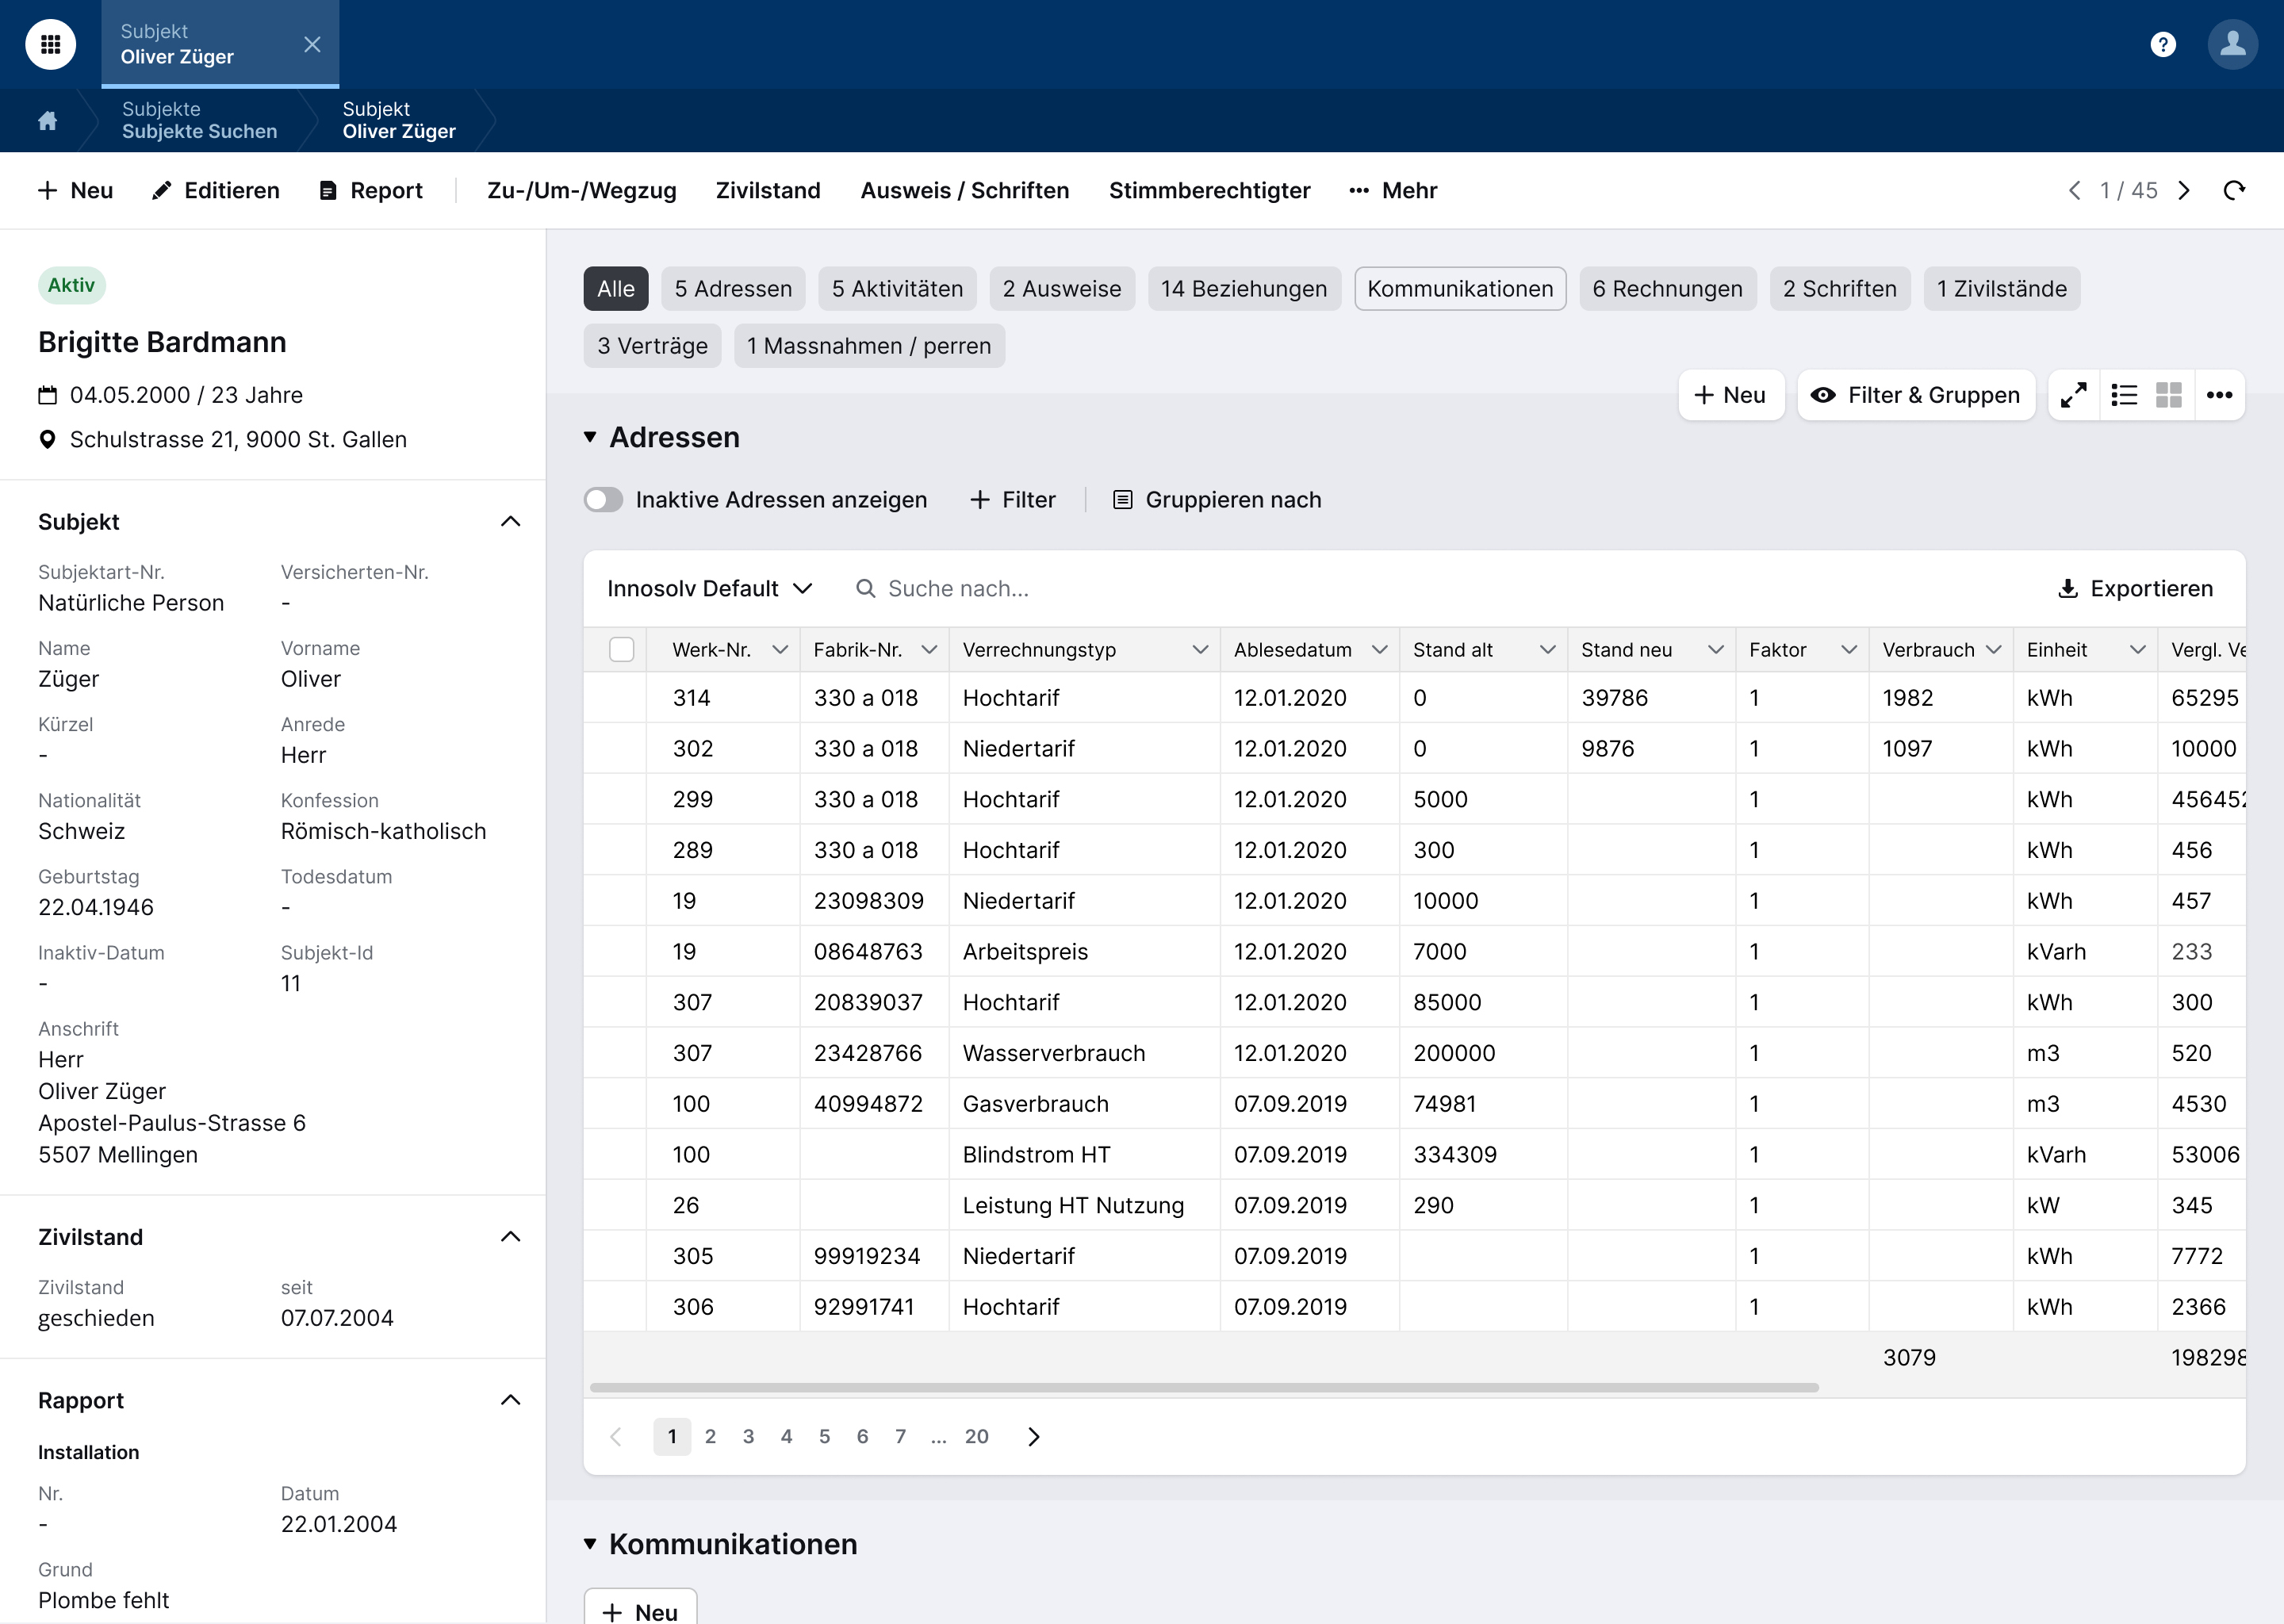 Subjekt
Oliver Züger
Subjekte
Subjekte Suchen
Subjekt
Oliver Züger
Neu
Editieren
Report
Zu-/Um-/Wegzug
Zivilstand
Ausweis / Schriften
Stimmberechtigter
Mehr
1 / 45
Aktiv
Brigitte Bardmann
04.05.2000 / 23 Jahre
Schulstrasse 21, 9000 St. Gallen
Subjekt
Subjektart-Nr. Versicherten-Nr.
Natürliche Person -
Name Vorname
Züger Oliver
Kürzel Anrede
- Herr
Nationalität Konfession
Schweiz Römisch-katholisch
Geburtstag Todesdatum
22.04.1946 -
Inaktiv-Datum Subjekt-Id
- 11
Anschrift
Herr
Oliver Züger
Apostel-Paulus-Strasse 6
5507 Mellingen
Zivilstand
Zivilstand seit
geschieden 07.07.2004
Rapport
Installation
Nr. Datum
- 22.01.2004
Grund
Plombe fehlt
Alle 5 Adressen 5 Aktivitäten 2 Ausweise 14 Beziehungen Kommunikationen 6 Rechnungen 2 Schriften 1 Zivilstände
3 Verträge 1 Massnahmen / perren
Neu Filter & Gruppen
Adressen
Inaktive Adressen anzeigen Filter Gruppieren nach
Innosolv Default Suche nach... Exportieren
Werk-Nr. Fabrik-Nr. Verrechnungstyp Ablesedatum Stand alt Stand neu Faktor Verbrauch Einheit Vergl. Ve
314 330 a 018 Hochtarif 12.01.2020 0 39786 1 1982 kWh 65295
302 330 a 018 Niedertarif 12.01.2020 0 9876 1 1097 kWh 10000
299 330 a 018 Hochtarif 12.01.2020 5000 1 kWh 456452
289 330 a 018 Hochtarif 12.01.2020 300 1 kWh 456
19 23098309 Niedertarif 12.01.2020 10000 1 kWh 457
19 08648763 Arbeitspreis 12.01.2020 7000 1 kVarh 233
307 20839037 Hochtarif 12.01.2020 85000 1 kWh 300
307 23428766 Wasserverbrauch 12.01.2020 200000 1 m3 520
100 40994872 Gasverbrauch 07.09.2019 74981 1 m3 4530
100 Blindstrom HT 07.09.2019 334309 1 kVarh 53006
26 Leistung HT Nutzung 07.09.2019 290 1 kW 345
305 99919234 Niedertarif 07.09.2019 1 kWh 7772
306 92991741 Hochtarif 07.09.2019 1 kWh 2366
3079 198298
1 2 3 4 5 6 7 ... 20
Kommunikationen
Neu